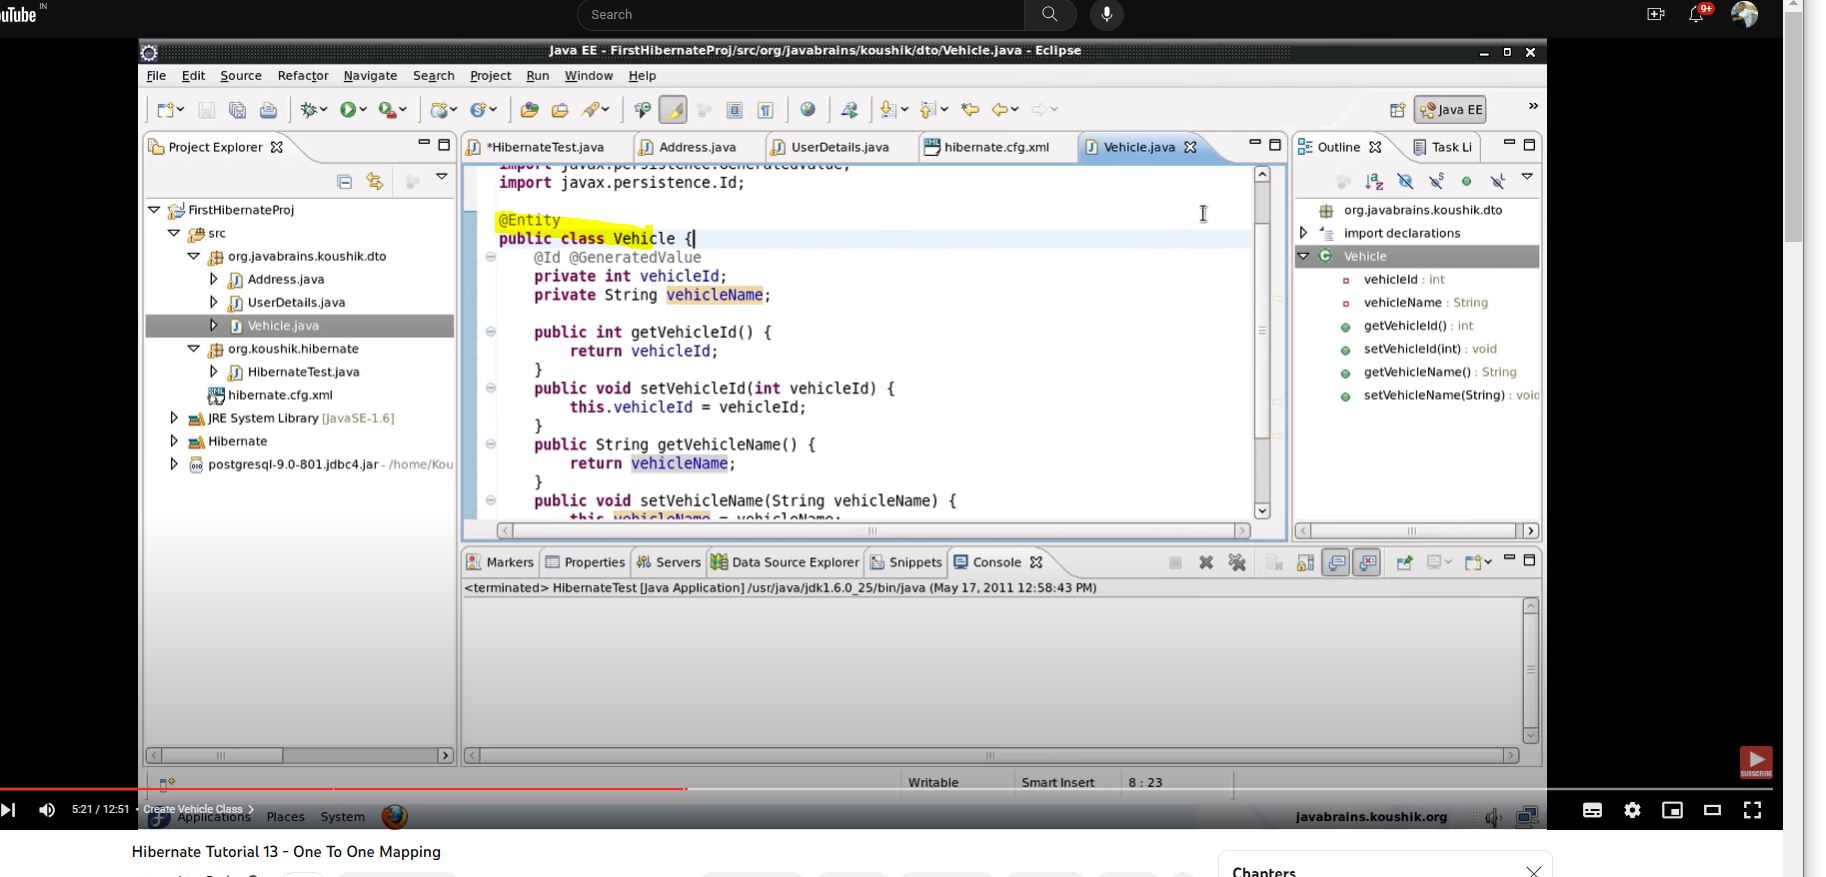 ouTube IN
Search
9+
Java EE - FirstHibernateProj/src/org/javabrains/koushik/dto/Vehicle.java - Eclipse
File Edit Source Refactor Navigate Search Project Run Window Help
Java EE »
Project Explorer
*HibernateTest.java Address.java UserDetails.java hibernate.cfg.xml Vehicle.java
Outline Task Li
FirstHibernateProj
src
org.javabrains.koushik.dto
Address.java
UserDetails.java
Vehicle.java
org.koushik.hibernate
HibernateTest.java
hibernate.cfg.xml
JRE System Library [JavaSE-1.6]
Hibernate
postgresql-9.0-801.jdbc4.jar - /home/Kou
import javax.persistence.GeneratedValue;
import javax.persistence.Id;
@Entity
public class Vehicle {
@Id @GeneratedValue
private int vehicleId;
private String vehicleName;
public int getVehicleId() {
return vehicleId;
}
public void setVehicleId(int vehicleId) {
this.vehicleId = vehicleId;
}
public String getVehicleName() {
return vehicleName;
}
public void setVehicleName(String vehicleName) {
this.vehicleName = vehicleName;
org.javabrains.koushik.dto
import declarations
Vehicle
vehicleId : int
vehicleName : String
getVehicleId() : int
setVehicleId(int) : void
getVehicleName() : String
setVehicleName(String) : void
Markers Properties Servers Data Source Explorer Snippets Console
<terminated> HibernateTest [Java Application] /usr/java/jdk1.6.0_25/bin/java (May 17, 2011 12:58:43 PM)
Writable Smart Insert 8 : 23
SUBSCRIBE
5:21 / 12:51 • Create Vehicle Class
Applications Places System
javabrains.koushik.org
Hibernate Tutorial 13 - One To One Mapping
Chapters